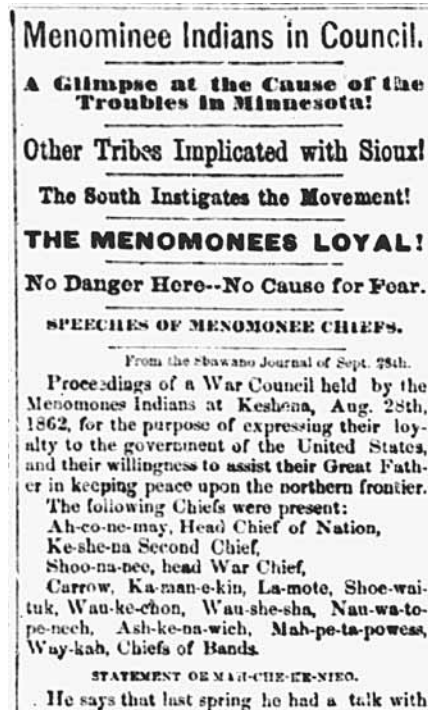 Menominee Indians in Council.
A Glimpse at the Cause of the
Troubles in Minnesota!
Other Tribes Implicated with Sioux!
The South Instigates the Movement!
THE MENOMONEES LOYAL!
No Danger Here--No Cause for Fear.
SPEECHES OF MENOMONEE CHIEFS.
From the Shawano Journal of Sept. 28th.
Proceedings of a War Council held by the
Menomones Indians at Keshena, Aug. 28th,
1862, for the purpose of expressing their loy-
alty to the government of the United States,
and their willingness to assist their Great Fath-
er in keeping peace upon the northern frontier.
The following Chiefs were present:
Ah-co-ne-may, Head Chief of Nation,
Ke-she-na Second Chief,
Shoo-na-nee, head War Chief,
Carrow, Ka-man-e-kin, La-mote, Shoe-wai-
tuk, Wau-ke-chon, Wau-she-sha, Nau-wa-to-
pe-nech, Ash-ke-na-wich, Mah-pe-ta-powess,
Way-kah, Chiefs of Bands.
STATEMENT OF MAH-CHE-KE-NIEO.
He says that last spring he had a talk with